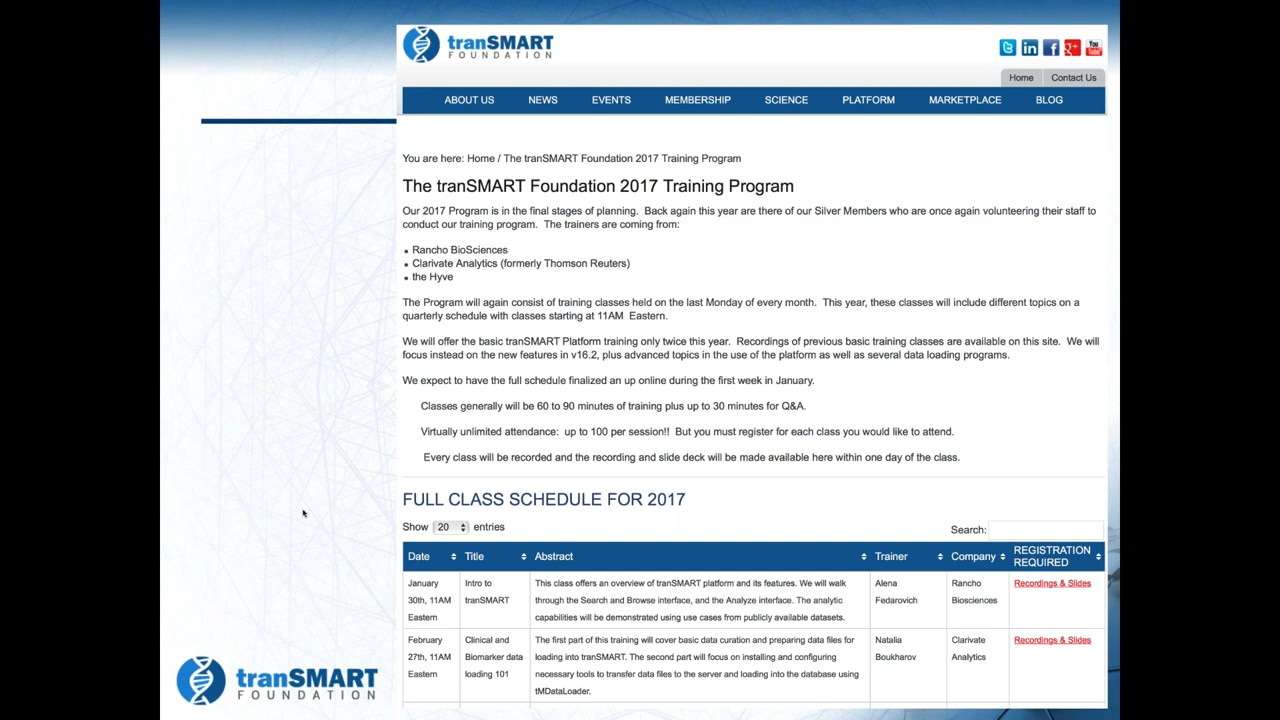 tranSMART
FOUNDATION
You
Tube
Home Contact Us
ABOUT US NEWS EVENTS MEMBERSHIP SCIENCE PLATFORM MARKETPLACE BLOG
You are here: Home / The tranSMART Foundation 2017 Training Program
The tranSMART Foundation 2017 Training Program
Our 2017 Program is in the final stages of planning. Back again this year are there of our Silver Members who are once again volunteering their staff to
conduct our training program. The trainers are coming from:
Rancho BioSciences
Clarivate Analytics (formerly Thomson Reuters)
the Hyve
The Program will again consist of training classes held on the last Monday of every month. This year, these classes will include different topics on a
quarterly schedule with classes starting at 11AM Eastern.
We will offer the basic tranSMART Platform training only twice this year. Recordings of previous basic training classes are available on this site. We will
focus instead on the new features in v16.2, plus advanced topics in the use of the platform as well as several data loading programs.
We expect to have the full schedule finalized an up online during the first week in January.
Classes generally will be 60 to 90 minutes of training plus up to 30 minutes for Q&A.
Virtually unlimited attendance: up to 100 per session!! But you must register for each class you would like to attend.
Every class will be recorded and the recording and slide deck will be made available here within one day of the class.
FULL CLASS SCHEDULE FOR 2017
Show 20 entries
Search:
Date Title Abstract Trainer Company REGISTRATION
REQUIRED
January Intro to This class offers an overview of tranSMART platform and its features. We will walk Alena Rancho Recordings & Slides
30th, 11AM tranSMART through the Search and Browse interface, and the Analyze interface. The analytic Fedarovich Biosciences
Eastern capabilities will be demonstrated using use cases from publicly available datasets.
February Clinical and The first part of this training will cover basic data curation and preparing data files for Natalia Clarivate Recordings & Slides
27th, 11AM Biomarker data loading into tranSMART. The second part will focus on installing and configuring Boukharov Analytics
Eastern loading 101 necessary tools to transfer data files to the server and loading into the database using
tMDataLoader.
tranSMART
FOUNDATION